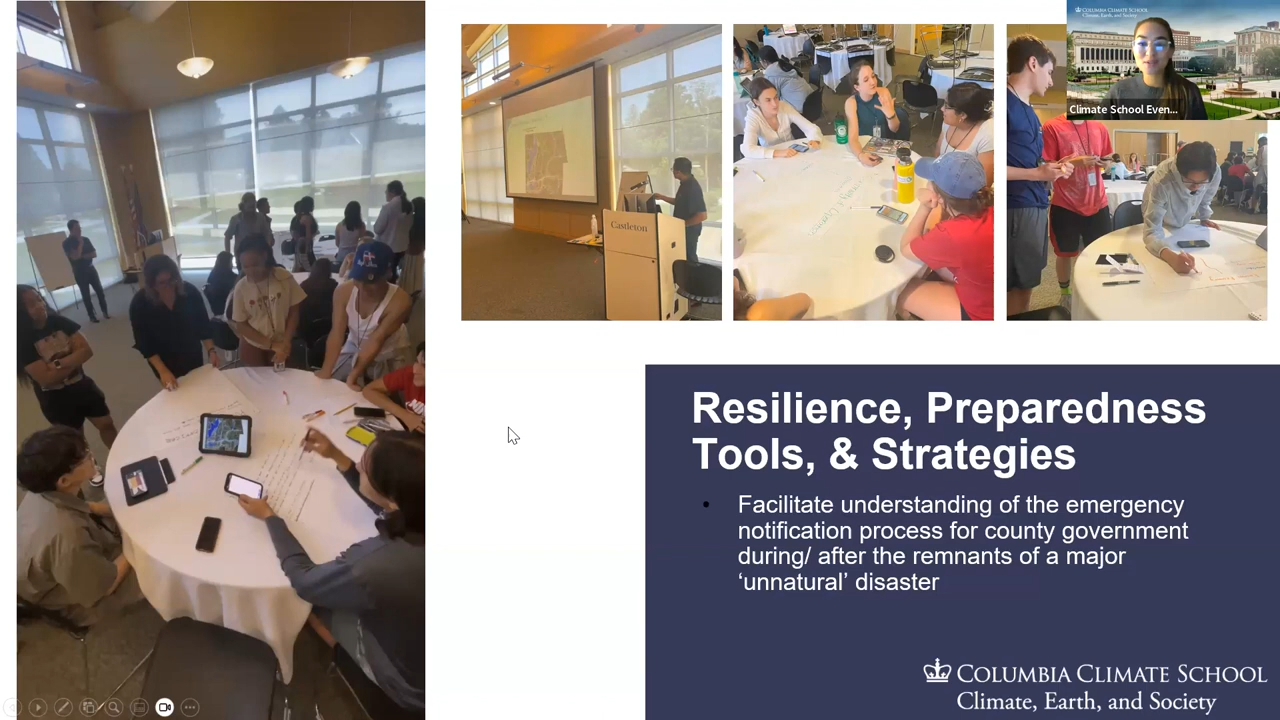 COLUMBIA CLIMATE SCHOOL
Climate, Earth, and Society
Climate School Even...
Castleton
Resilience, Preparedness
Tools, & Strategies
• Facilitate understanding of the emergency
notification process for county government
during/ after the remnants of a major
‘unnatural’ disaster
COLUMBIA CLIMATE SCHOOL
Climate, Earth, and Society